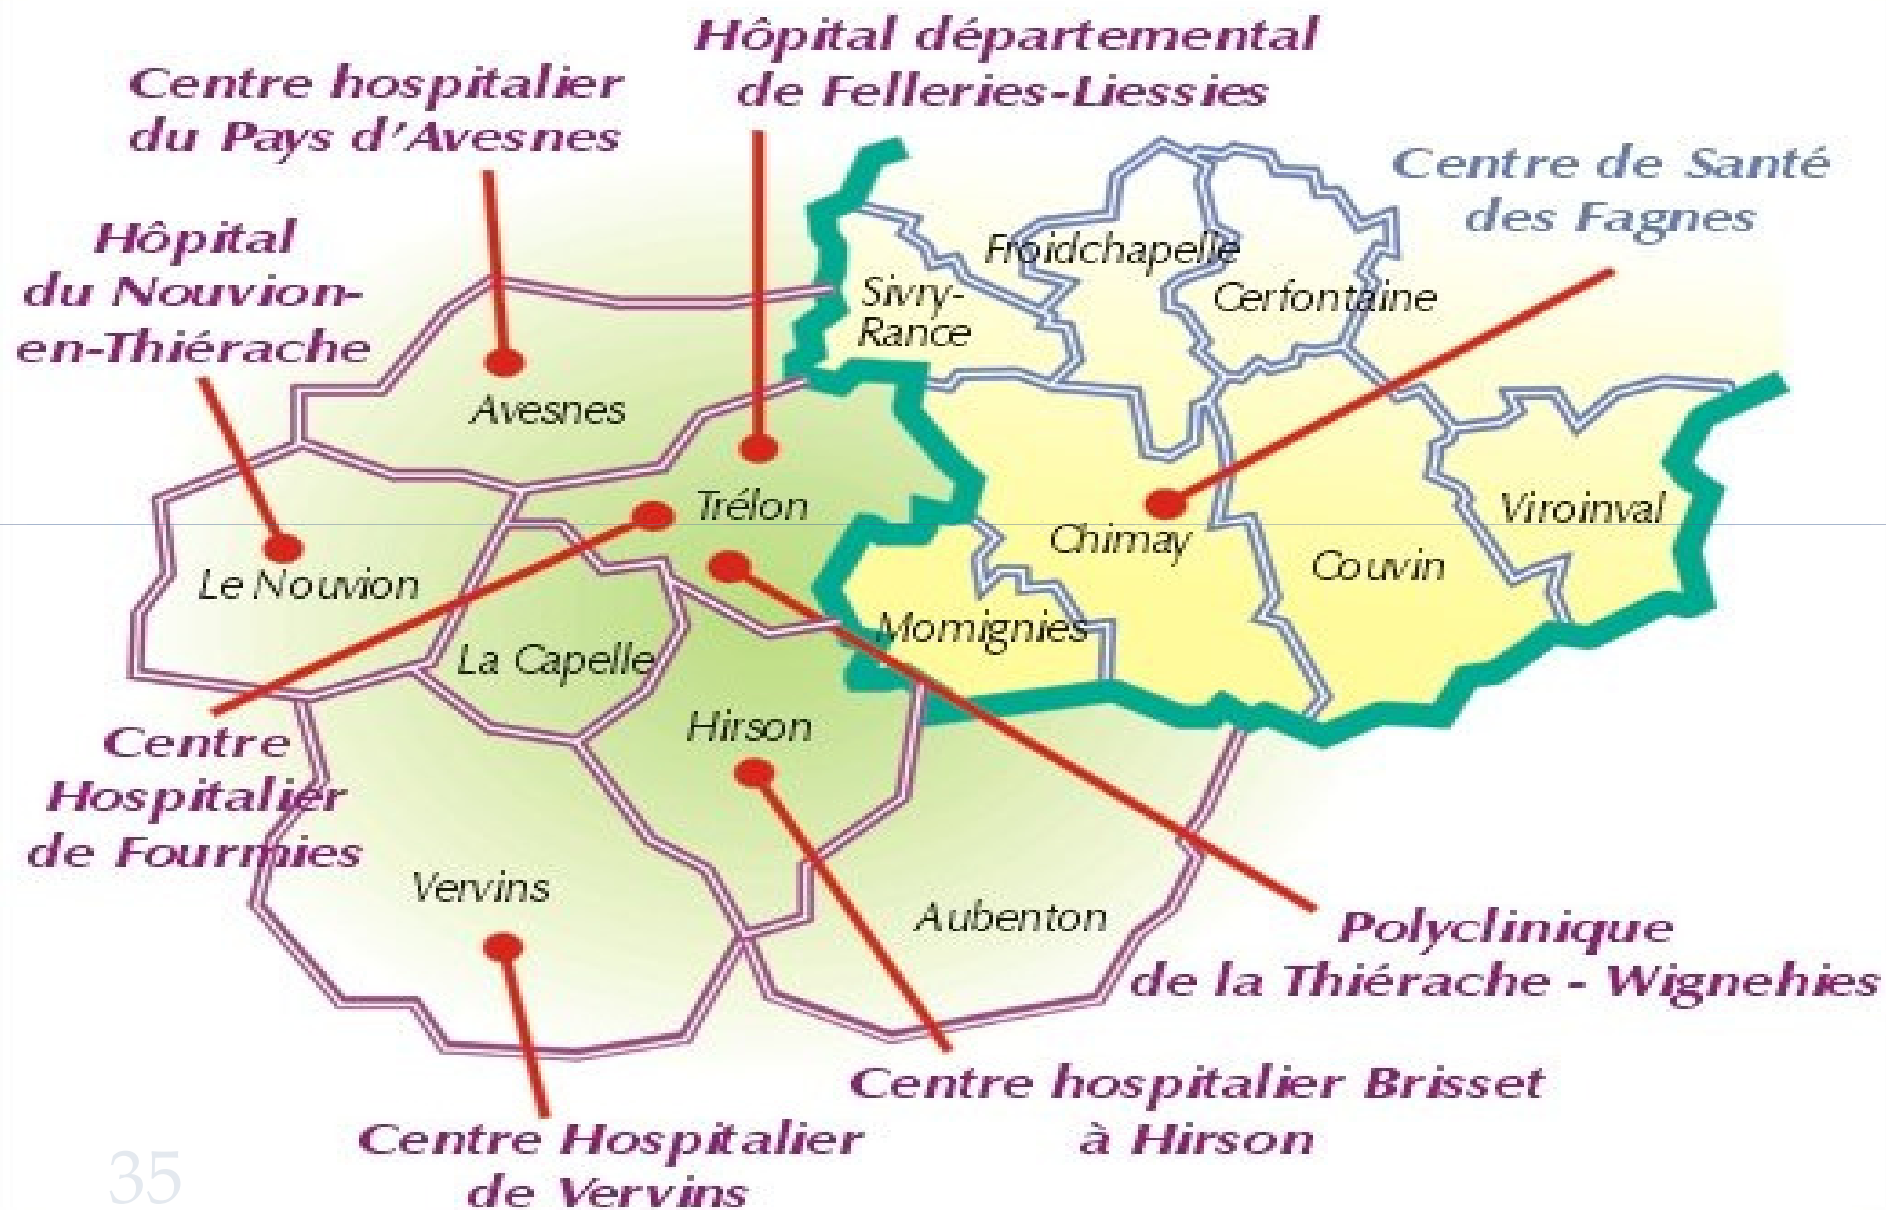 Hôpital départemental
de Felleries-Liessies
Centre hospitalier
du Pays d'Avesnes
Centre de Santé
des Fagnes
Hôpital
du Nouvion-
en-Thiérache
Froidchapelle
Sivry-
Rance
Cerfontaine
Avesnes
Trélon
Viroinval
Chimay
Couvin
Le Nouvion
Momignies
La Capelle
Hirson
Centre
Hospitalier
de Fourmies
Vervins
Aubenton
Polyclinique
de la Thiérache - Wignehies
Centre hospitalier Brisset
à Hirson
Centre Hospitalier
de Vervins
35